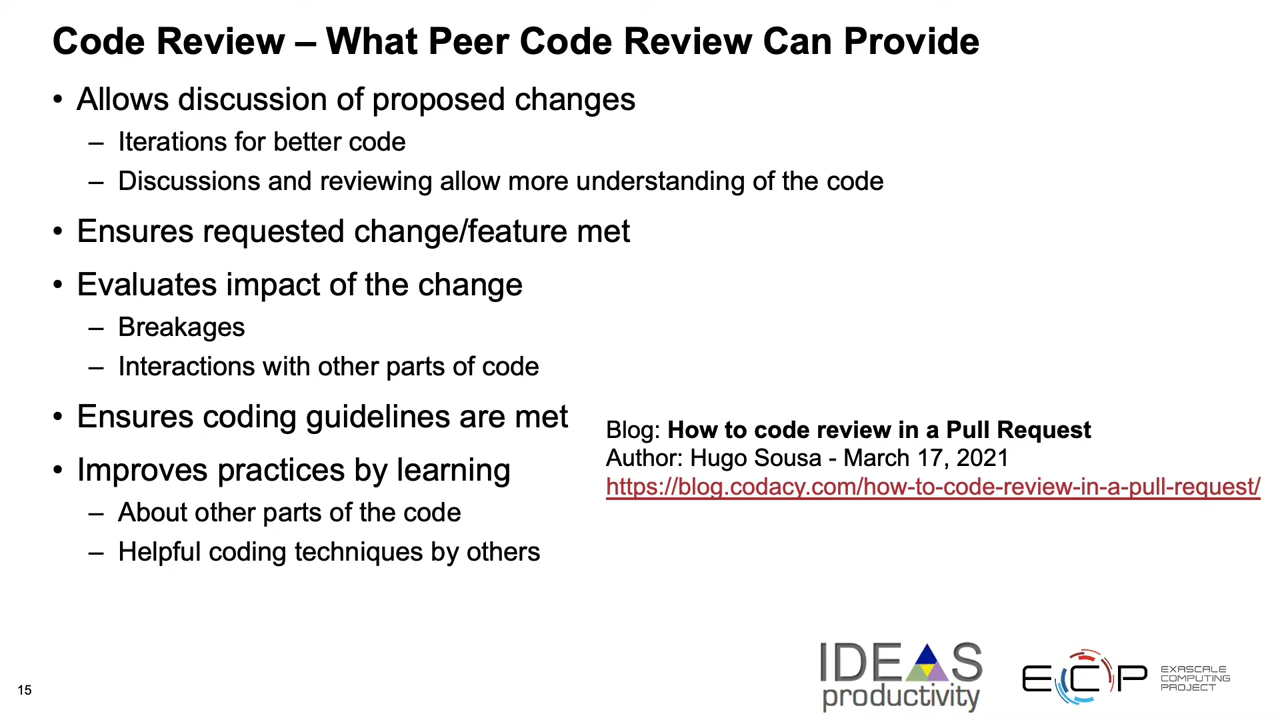 Code Review – What Peer Code Review Can Provide
• Allows discussion of proposed changes
– Iterations for better code
– Discussions and reviewing allow more understanding of the code
• Ensures requested change/feature met
• Evaluates impact of the change
– Breakages
– Interactions with other parts of code
• Ensures coding guidelines are met
• Improves practices by learning
– About other parts of the code
– Helpful coding techniques by others
Blog: How to code review in a Pull Request
Author: Hugo Sousa - March 17, 2021
https://blog.codacy.com/how-to-code-review-in-a-pull-request/
15
IDEAS
productivity
ECP
EXASCALE
COMPUTING
PROJECT